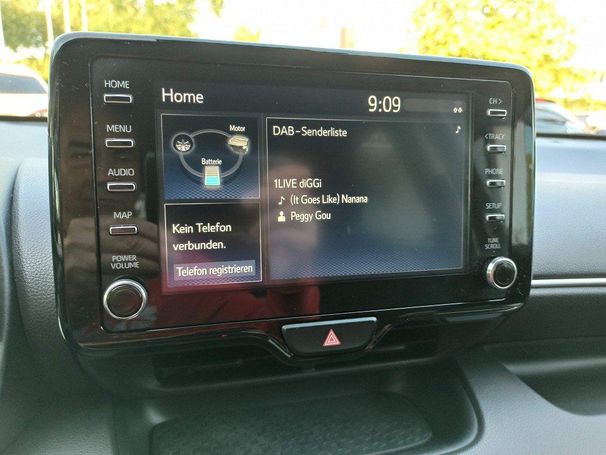 HOME
MENU
AUDIO
MAP
POWER
VOLUME
Home
9:09
Motor
Batterie
Kein Telefon
verbunden.
Telefon registrieren
DAB-Senderliste
1LIVE diGGi
(It Goes Like) Nanana
Peggy Gou
CH >
< TRACK
PHONE
SETUP
TUNE
SCROLL